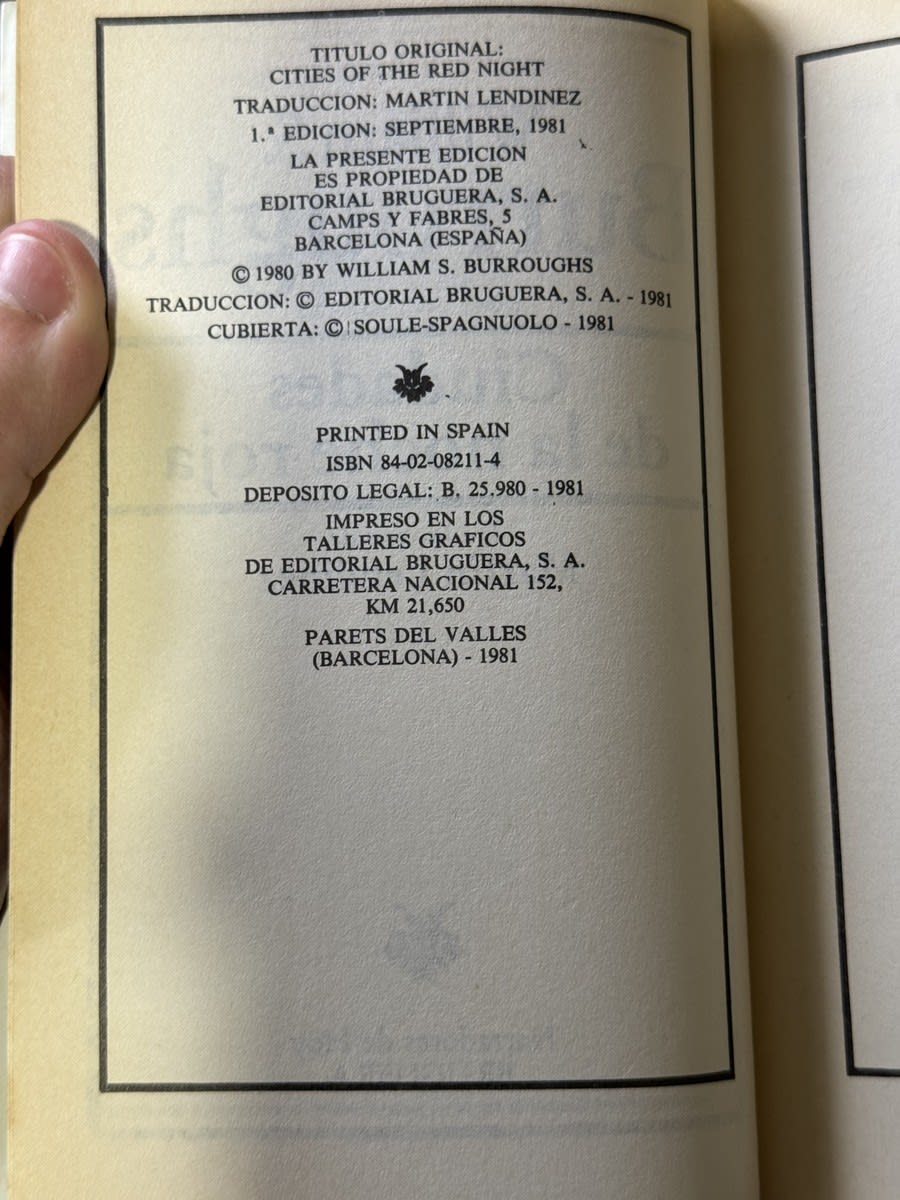 TITULO ORIGINAL:
CITIES OF THE RED NIGHT
TRADUCCION: MARTIN LENDINEZ
1.ª EDICION: SEPTIEMBRE, 1981
LA PRESENTE EDICION
ES PROPIEDAD DE
EDITORIAL BRUGUERA, S. A.
CAMPS Y FABRES, 5
BARCELONA (ESPAÑA)
© 1980 BY WILLIAM S. BURROUGHS
TRADUCCION: © EDITORIAL BRUGUERA, S. A. - 1981
CUBIERTA: © SOULE-SPAGNUOLO - 1981
PRINTED IN SPAIN
ISBN 84-02-08211-4
DEPOSITO LEGAL: B. 25.980 - 1981
IMPRESO EN LOS
TALLERES GRAFICOS
DE EDITORIAL BRUGUERA, S. A.
CARRETERA NACIONAL 152,
KM 21,650
PARETS DEL VALLES
(BARCELONA) - 1981